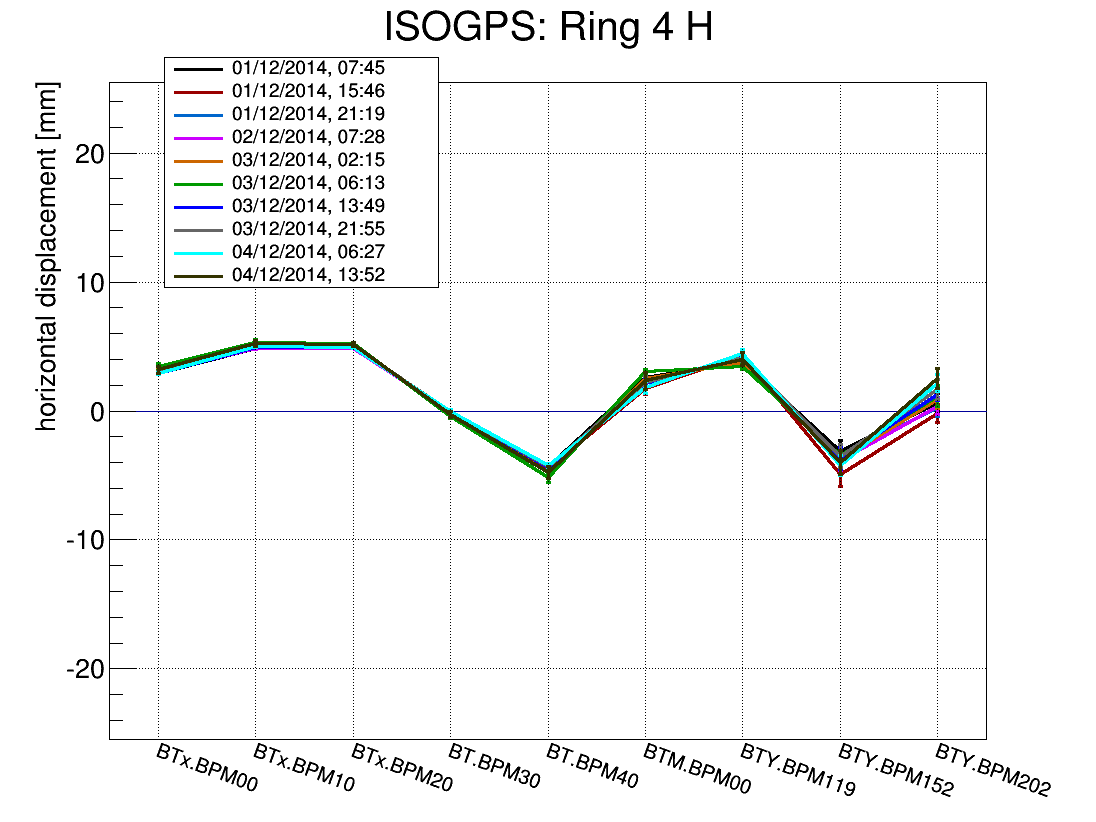 ISOGPS: Ring 4 H
horizontal displacement [mm]
01/12/2014, 07:45
01/12/2014, 15:46
01/12/2014, 21:19
02/12/2014, 07:28
03/12/2014, 02:15
03/12/2014, 06:13
03/12/2014, 13:49
03/12/2014, 21:55
04/12/2014, 06:27
04/12/2014, 13:52
20
10
0
-10
-20
BTx.BPM00
BTx.BPM10
BTx.BPM20
BT.BPM30
BT.BPM40
BTM.BPM00
BTY.BPM119
BTY.BPM152
BTY.BPM202